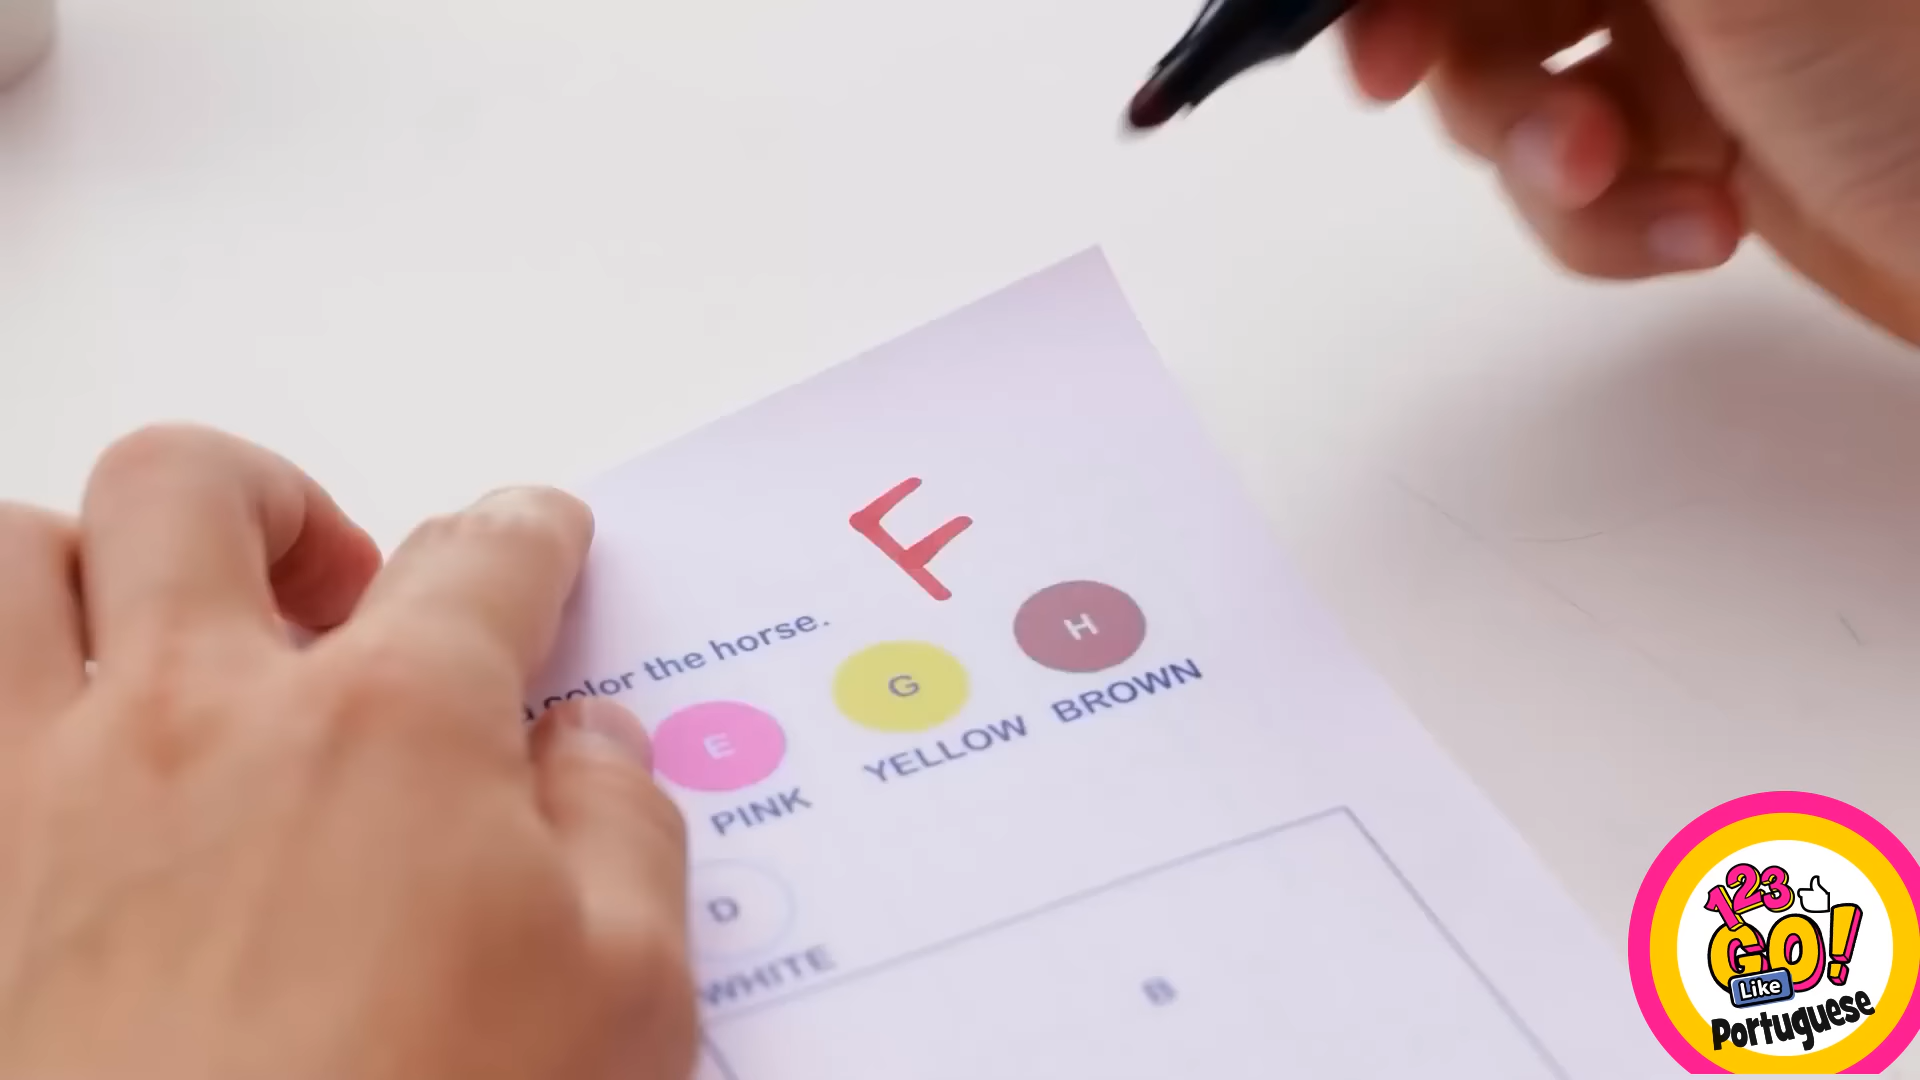 F
color the horse.
E
G
H
PINK
YELLOW
BROWN
D
WHITE
B
123
GO!
Like
Portuguese